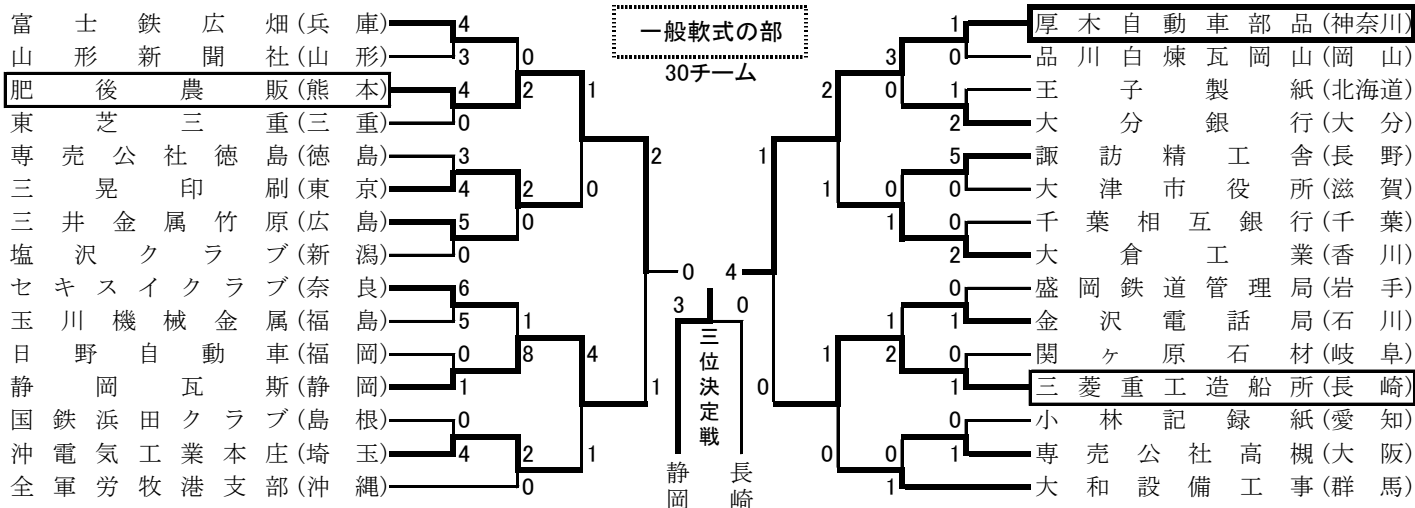 一般軟式の部
30チーム
富士鉄広畑(兵庫) 4
山形新聞社(山形) 3
0
肥後農販(熊本) 4
2
1
東芝三重(三重) 0
2
専売公社徳島(徳島) 3
三晃印刷(東京) 4
2
0
三井金属竹原(広島) 5
0
塩沢クラブ(新潟) 0
0
セキスイクラブ(奈良) 6
玉川機械金属(福島) 5
1
日野自動車(福岡) 0
8
4
静岡瓦斯(静岡) 1
1
国鉄浜田クラブ(島根) 0
沖電気工業本庄(埼玉) 4
2
1
全軍労牧港支部(沖縄)
0
4
3
0
三位決定戦
静岡
長崎
1 厚木自動車部品(神奈川)
0 品川白煉瓦岡山(岡山)
3
1 王子製紙(北海道)
0
2
2 大分銀行(大分)
1
5 諏訪精工舎(長野)
0 大津市役所(滋賀)
0
1
0 千葉相互銀行(千葉)
1
2 大倉工業(香川)
0 盛岡鉄道管理局(岩手)
1 金沢電話局(石川)
1
0 関ヶ原石材(岐阜)
2
1
1 三菱重工造船所(長崎)
0
0 小林記録紙(愛知)
1 専売公社高槻(大阪)
0
0
1 大和設備工事(群馬)